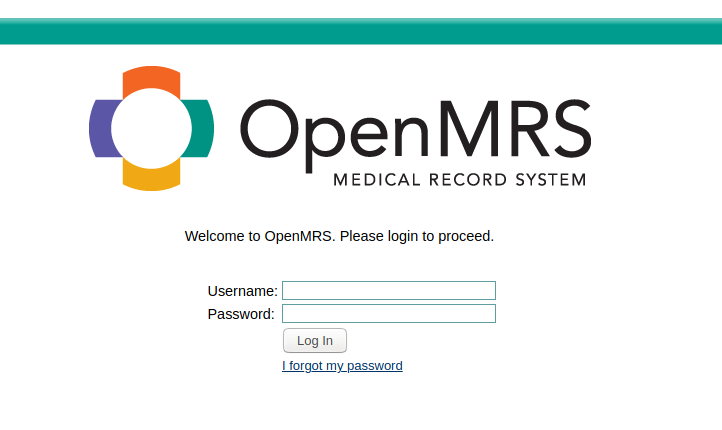 OpenMRS
MEDICAL RECORD SYSTEM
Welcome to OpenMRS. Please login to proceed.
Username:
Password:
Log In
I forgot my password